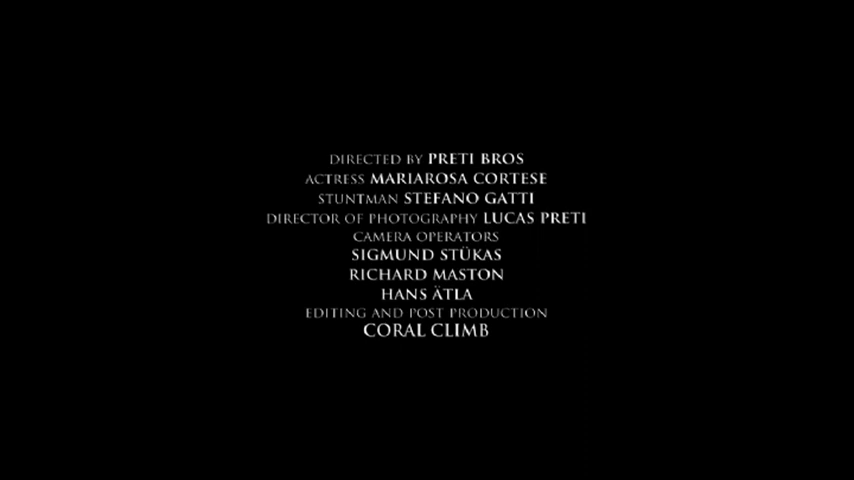 DIRECTED BY PRETI BROS
ACTRESS MARIAROSA CORTESE
STUNTMAN STEFANO GATTI
DIRECTOR OF PHOTOGRAPHY LUCAS PRETI
CAMERA OPERATORS
SIGMUND STÜKAS
RICHARD MASTON
HANS ÄTLA
EDITING AND POST PRODUCTION
CORAL CLIMB